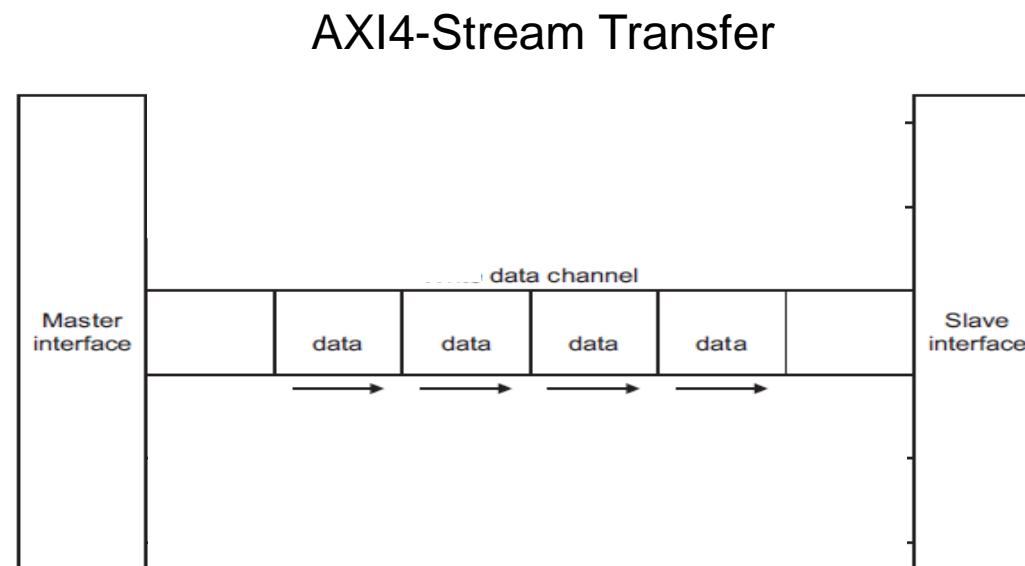 AXI4-Stream Transfer
data channel
Master
interface
data
data
data
data
Slave
interface